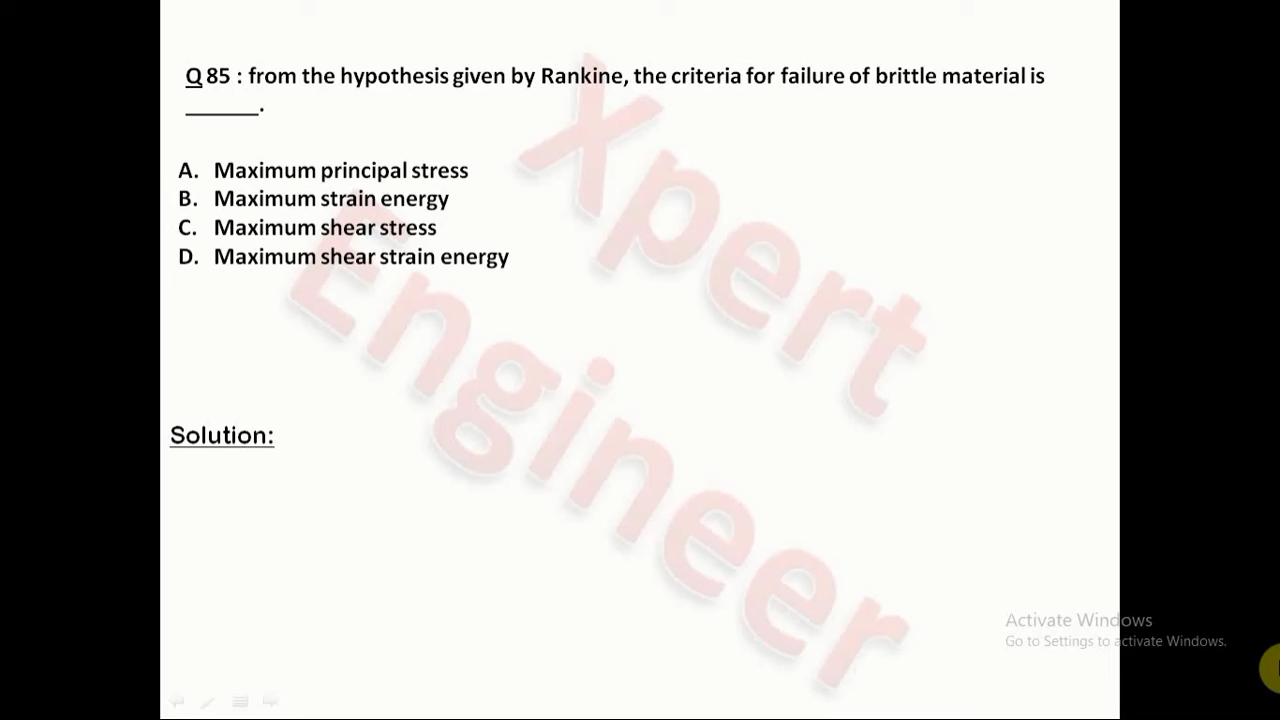 Q 85 : from the hypothesis given by Rankine, the criteria for failure of brittle material is
______.
A. Maximum principal stress
B. Maximum strain energy
C. Maximum shear stress
D. Maximum shear strain energy
Solution:
Xpert
Engineer
Activate Windows
Go to Settings to activate Windows.